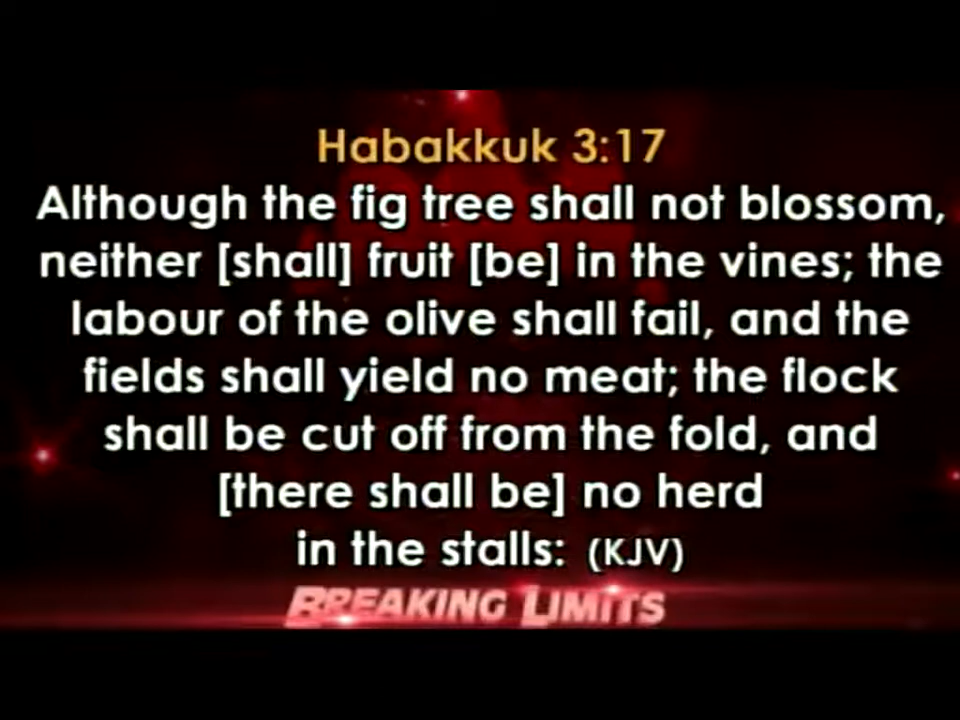 Habakkuk 3:17
Although the fig tree shall not blossom,
neither [shall] fruit [be] in the vines; the
labour of the olive shall fail, and the
fields shall yield no meat; the flock
shall be cut off from the fold, and
[there shall be] no herd
in the stalls: (KJV)
BREAKING LIMITS